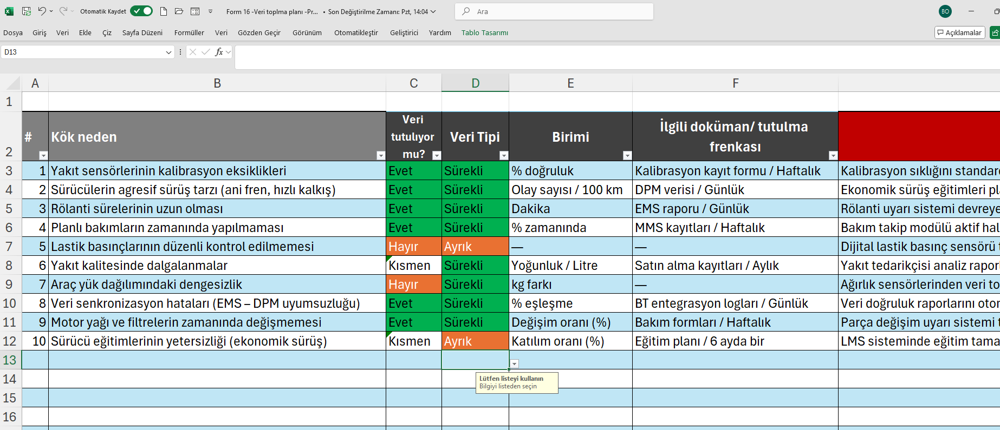 Otomatik Kaydet
Form 16 -Veri toplma planı -Pr... • Son Değiştirilme Zamanı: Pzt, 14:04
Ara
BO
Dosya Giriş Veri Ekle Çiz Sayfa Düzeni Formüller Veri Gözden Geçir Görünüm Otomatikleştir Geliştirici Yardım Tablo Tasarımı
Açıklamalar
D13 fx
A B C D E F
1
2 # Kök neden Veri tutulıyor mu? Veri Tipi Birimi İlgili doküman/ tutulma frenkası
3 1 Yakıt sensörlerinin kalibrasyon eksiklikleri Evet Sürekli % doğruluk Kalibrasyon kayıt formu / Haftalık Kalibrasyon sıklığını standar
4 2 Sürücülerin agresif sürüş tarzı (ani fren, hızlı kalkış) Evet Sürekli Olay sayısı / 100 km DPM verisi / Günlük Ekonomik sürüş eğitimleri pl
5 3 Rölanti sürelerinin uzun olması Evet Sürekli Dakika EMS raporu / Günlük Rölanti uyarı sistemi devreye
6 4 Planlı bakımların zamanında yapılmaması Evet Sürekli % zamanında MMS kayıtları / Haftalık Bakım takip modülü aktif hal
7 5 Lastik basınçlarının düzenli kontrol edilmemesi Hayır Ayrık — — Dijital lastik basınç sensörü
8 6 Yakıt kalitesinde dalgalanmalar Kısmen Sürekli Yoğunluk / Litre Satın alma kayıtları / Aylık Yakıt tedarikçisi analiz rapor
9 7 Araç yük dağılımındaki dengesizlik Hayır Sürekli kg farkı — Ağırlık sensörlerinden veri to
10 8 Veri senkronizasyon hataları (EMS – DPM uyumsuzluğu) Evet Sürekli % eşleşme BT entegrasyon logları / Günlük Veri doğruluk raporlarını otor
11 9 Motor yağı ve filtrelerin zamanında değişmemesi Evet Sürekli Değişim oranı (%) Bakım formları / Haftalık Parça değişim uyarı sistemi
12 10 Sürücü eğitimlerinin yetersizliği (ekonomik sürüş) Kısmen Ayrık Katılım oranı (%) Eğitim planı / 6 ayda bir LMS sisteminde eğitim tama
13
Lütfen listeyi kullanın
Bilgiyi listeden seçin
14
15
16